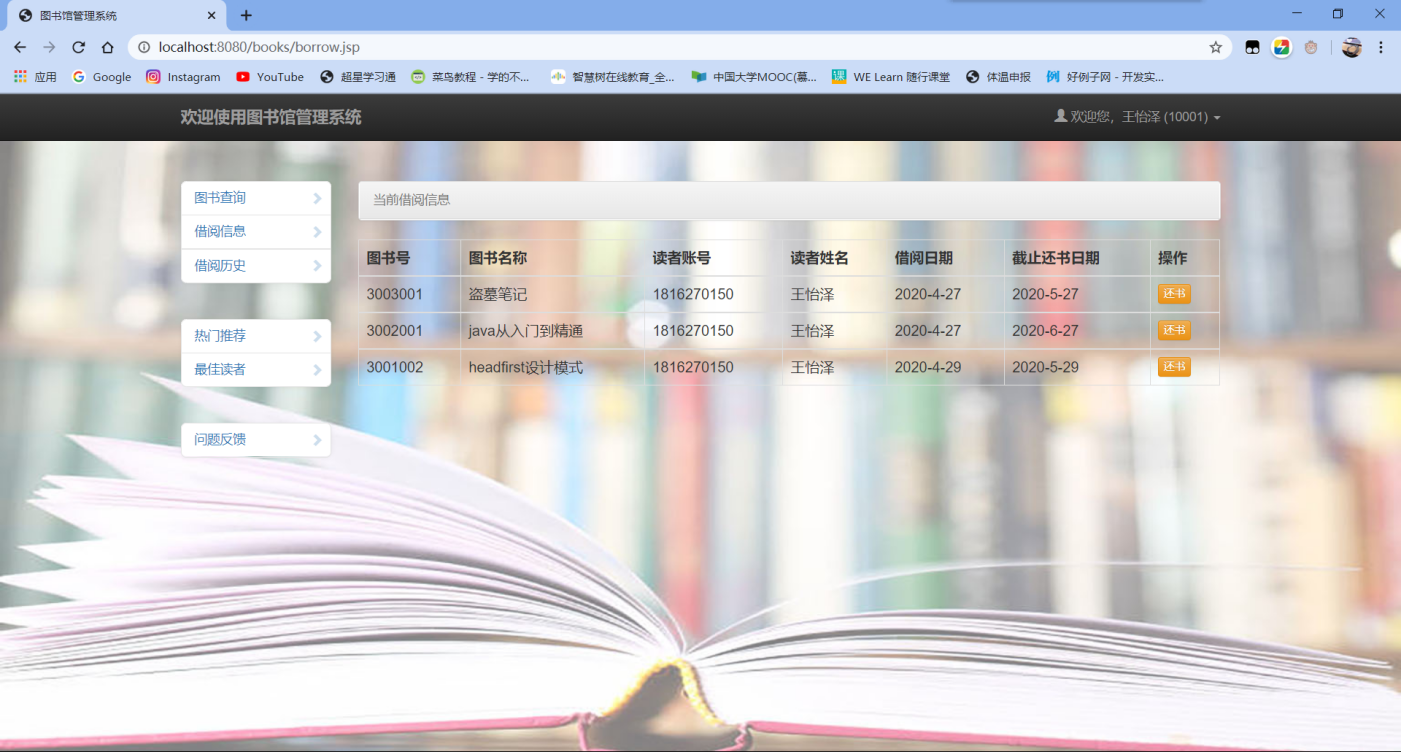 图书馆管理系统
localhost:8080/books/borrow.jsp
应用 Google Instagram YouTube 超星学习通 菜鸟教程 - 学的不... 智慧树在线教育_全... 中国大学MOOC(慕... WE Learn 随行课堂 体温申报 好例子网 - 开发实...
欢迎使用图书馆管理系统 欢迎您，王怡泽 (10001)
图书查询
借阅信息
借阅历史
热门推荐
最佳读者
问题反馈
当前借阅信息
图书号 图书名称 读者账号 读者姓名 借阅日期 截止还书日期 操作
3003001 盗墓笔记 1816270150 王怡泽 2020-4-27 2020-5-27 还书
3002001 java从入门到精通 1816270150 王怡泽 2020-4-27 2020-6-27 还书
3001002 headfirst设计模式 1816270150 王怡泽 2020-4-29 2020-5-29 还书